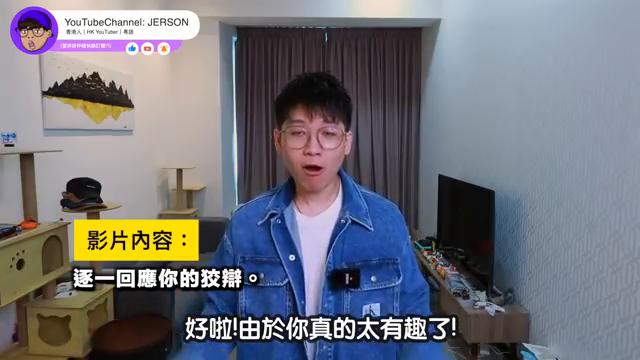 YouTubeChannel: JERSON
香港人｜HK YouTuber｜粵語
影片內容：
逐一回應你的狡辯。
好啦!由於你真的太有趣了!